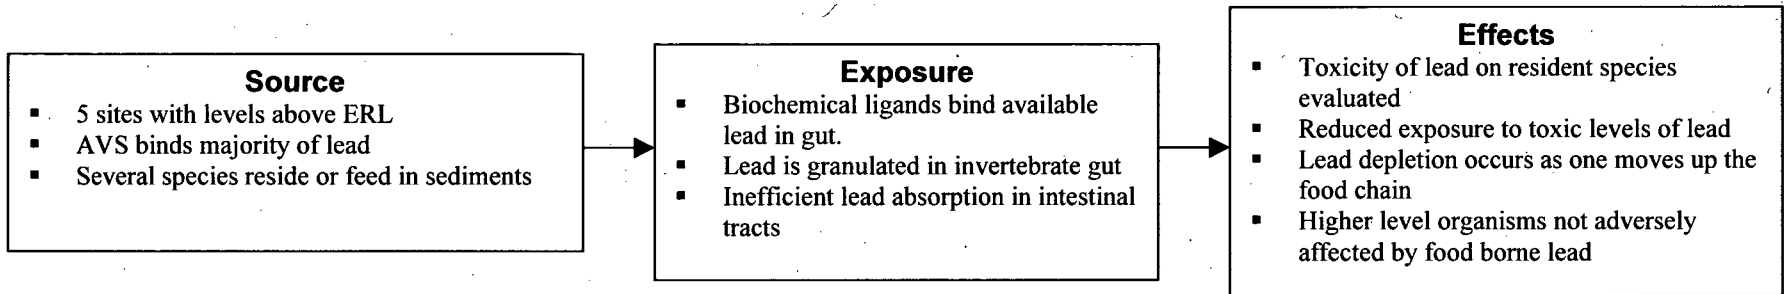 Source
▪ 5 sites with levels above ERL
▪ AVS binds majority of lead
▪ Several species reside or feed in sediments
Exposure
▪ Biochemical ligands bind available
lead in gut.
▪ Lead is granulated in invertebrate gut
▪ Inefficient lead absorption in intestinal
tracts
Effects
▪ Toxicity of lead on resident species
evaluated
▪ Reduced exposure to toxic levels of lead
▪ Lead depletion occurs as one moves up the
food chain
▪ Higher level organisms not adversely
affected by food borne lead